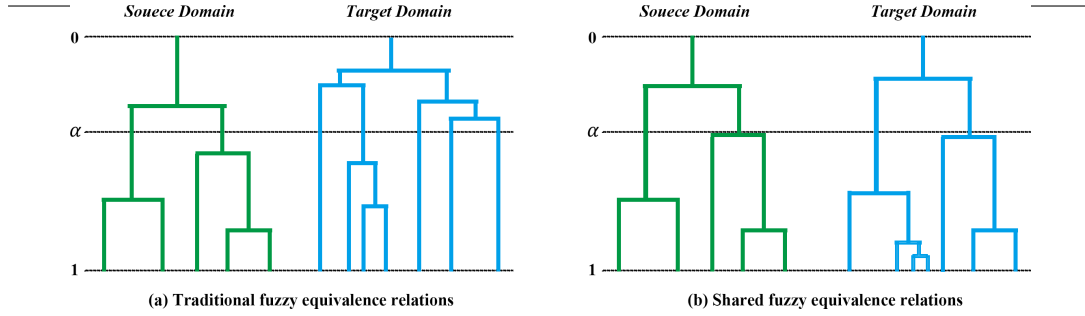 Souece Domain Target Domain Souece Domain Target Domain
0 0
α α
1 1
(a) Traditional fuzzy equivalence relations (b) Shared fuzzy equivalence relations